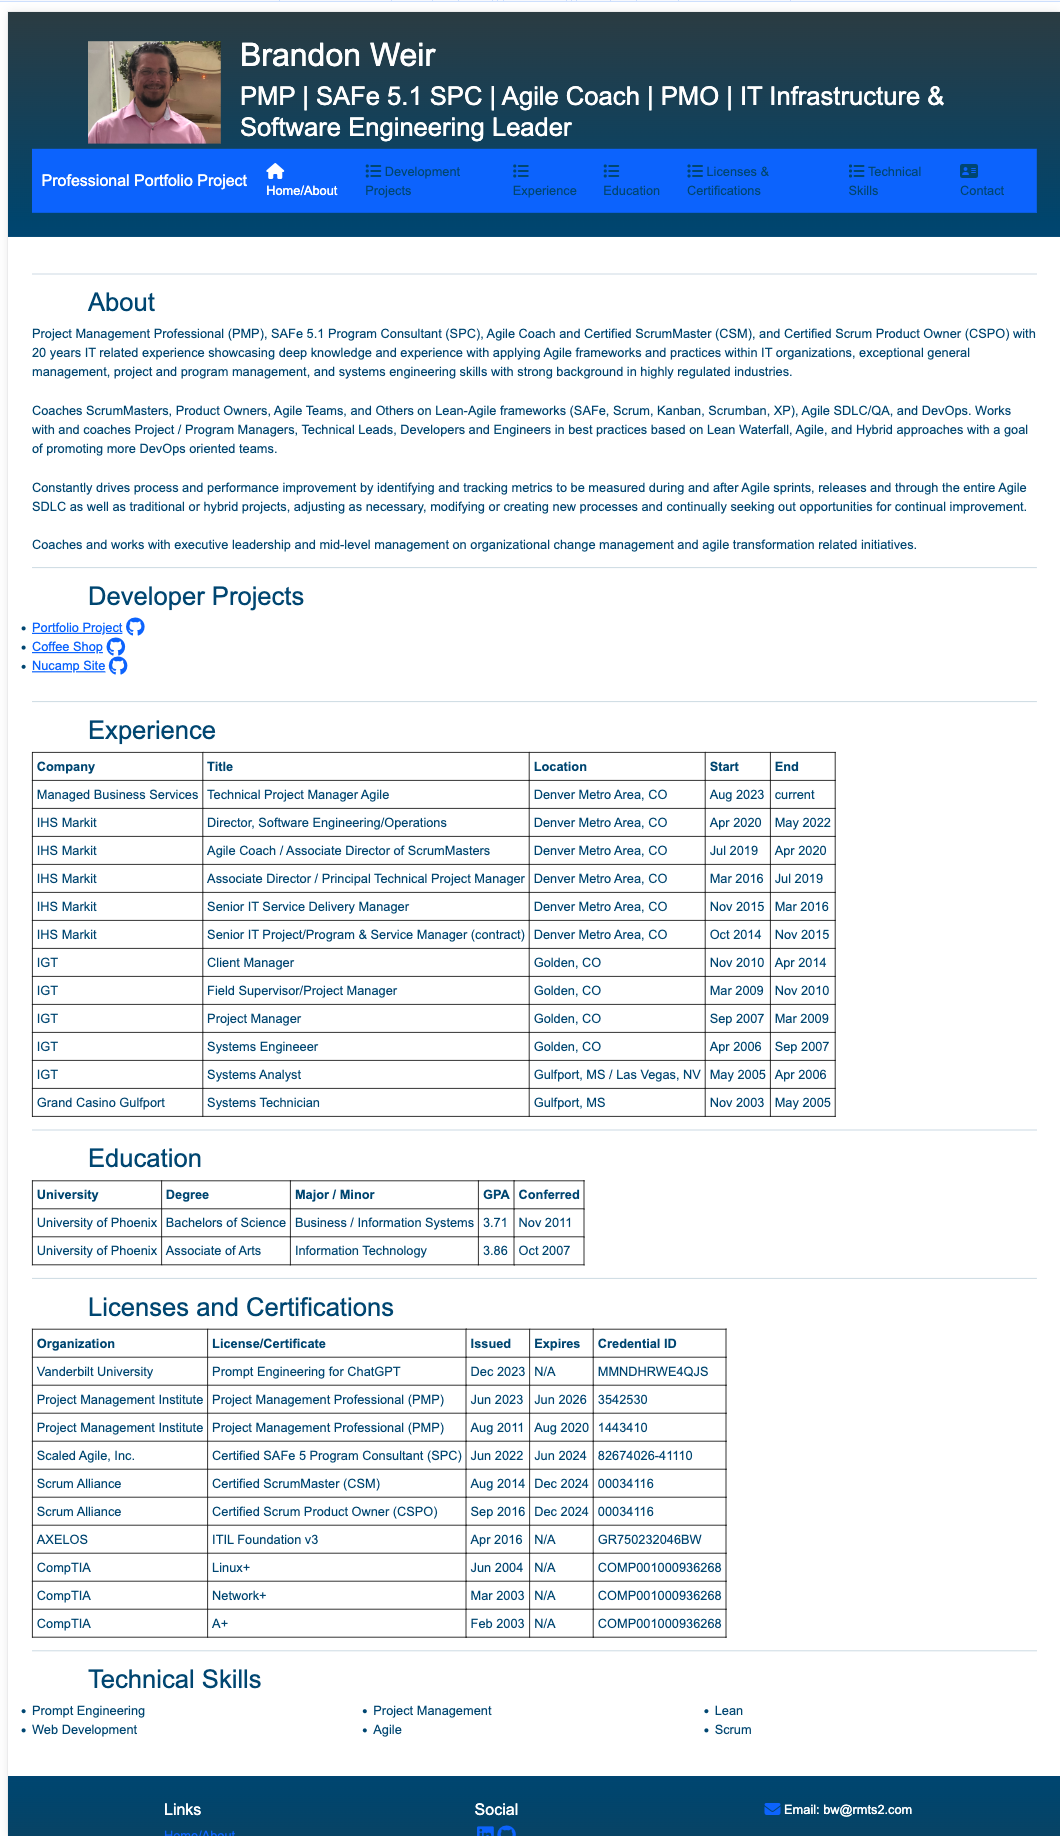 Brandon Weir
PMP | SAFe 5.1 SPC | Agile Coach | PMO | IT Infrastructure &
Software Engineering Leader
Professional Portfolio Project
Home/About
Development
Projects
Experience
Education
Licenses &
Certifications
Technical
Skills
Contact
About
Project Management Professional (PMP), SAFe 5.1 Program Consultant (SPC), Agile Coach and Certified ScrumMaster (CSM), and Certified Scrum Product Owner (CSPO) with
20 years IT related experience showcasing deep knowledge and experience with applying Agile frameworks and practices within IT organizations, exceptional general
management, project and program management, and systems engineering skills with strong background in highly regulated industries.
Coaches ScrumMasters, Product Owners, Agile Teams, and Others on Lean-Agile frameworks (SAFe, Scrum, Kanban, Scrumban, XP), Agile SDLC/QA, and DevOps. Works
with and coaches Project / Program Managers, Technical Leads, Developers and Engineers in best practices based on Lean Waterfall, Agile, and Hybrid approaches with a goal
of promoting more DevOps oriented teams.
Constantly drives process and performance improvement by identifying and tracking metrics to be measured during and after Agile sprints, releases and through the entire Agile
SDLC as well as traditional or hybrid projects, adjusting as necessary, modifying or creating new processes and continually seeking out opportunities for continual improvement.
Coaches and works with executive leadership and mid-level management on organizational change management and agile transformation related initiatives.
Developer Projects
• Portfolio Project
• Coffee Shop
• Nucamp Site
Experience
Company Title Location Start End
Managed Business Services Technical Project Manager Agile Denver Metro Area, CO Aug 2023 current
IHS Markit Director, Software Engineering/Operations Denver Metro Area, CO Apr 2020 May 2022
IHS Markit Agile Coach / Associate Director of ScrumMasters Denver Metro Area, CO Jul 2019 Apr 2020
IHS Markit Associate Director / Principal Technical Project Manager Denver Metro Area, CO Mar 2016 Jul 2019
IHS Markit Senior IT Service Delivery Manager Denver Metro Area, CO Nov 2015 Mar 2016
IHS Markit Senior IT Project/Program & Service Manager (contract) Denver Metro Area, CO Oct 2014 Nov 2015
IGT Client Manager Golden, CO Nov 2010 Apr 2014
IGT Field Supervisor/Project Manager Golden, CO Mar 2009 Nov 2010
IGT Project Manager Golden, CO Sep 2007 Mar 2009
IGT Systems Engineeer Golden, CO Apr 2006 Sep 2007
IGT Systems Analyst Gulfport, MS / Las Vegas, NV May 2005 Apr 2006
Grand Casino Gulfport Systems Technician Gulfport, MS Nov 2003 May 2005
Education
University Degree Major / Minor GPA Conferred
University of Phoenix Bachelors of Science Business / Information Systems 3.71 Nov 2011
University of Phoenix Associate of Arts Information Technology 3.86 Oct 2007
Licenses and Certifications
Organization License/Certificate Issued Expires Credential ID
Vanderbilt University Prompt Engineering for ChatGPT Dec 2023 N/A MMNDHRWE4QJS
Project Management Institute Project Management Professional (PMP) Jun 2023 Jun 2026 3542530
Project Management Institute Project Management Professional (PMP) Aug 2011 Aug 2020 1443410
Scaled Agile, Inc. Certified SAFe 5 Program Consultant (SPC) Jun 2022 Jun 2024 82674026-41110
Scrum Alliance Certified ScrumMaster (CSM) Aug 2014 Dec 2024 00034116
Scrum Alliance Certified Scrum Product Owner (CSPO) Sep 2016 Dec 2024 00034116
AXELOS ITIL Foundation v3 Apr 2016 N/A GR750232046BW
CompTIA Linux+ Jun 2004 N/A COMP001000936268
CompTIA Network+ Mar 2003 N/A COMP001000936268
CompTIA A+ Feb 2003 N/A COMP001000936268
Technical Skills
• Prompt Engineering
• Web Development
• Project Management
• Agile
• Lean
• Scrum
Links
Home/About
Social
Email: bw@rmts2.com